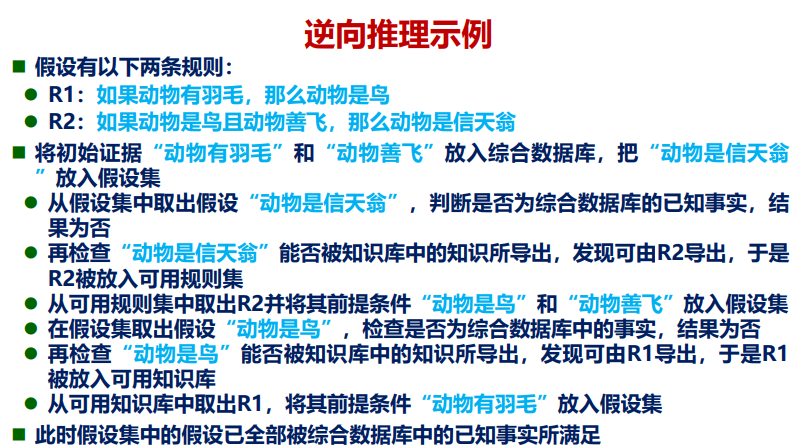 逆向推理示例
假设有以下两条规则：
R1：如果动物有羽毛，那么动物是鸟
R2：如果动物是鸟且动物善飞，那么动物是信天翁
将初始证据“动物有羽毛”和“动物善飞”放入综合数据库，把“动物是信天翁
”放入假设集
从假设集中取出假设“动物是信天翁”，判断是否为综合数据库的已知事实，结
果为否
再检查“动物是信天翁”能否被知识库中的知识所导出，发现可由R2导出，于是
R2被放入可用规则集
从可用规则集中取出R2并将其前提条件“动物是鸟”和“动物善飞”放入假设集
在假设集取出假设“动物是鸟”，检查是否为综合数据库中的事实，结果为否
再检查“动物是鸟”能否被知识库中的知识所导出，发现可由R1导出，于是R1
被放入可用知识库
从可用知识库中取出R1，将其前提条件“动物有羽毛”放入假设集
此时假设集中的假设已全部被综合数据库中的已知事实所满足